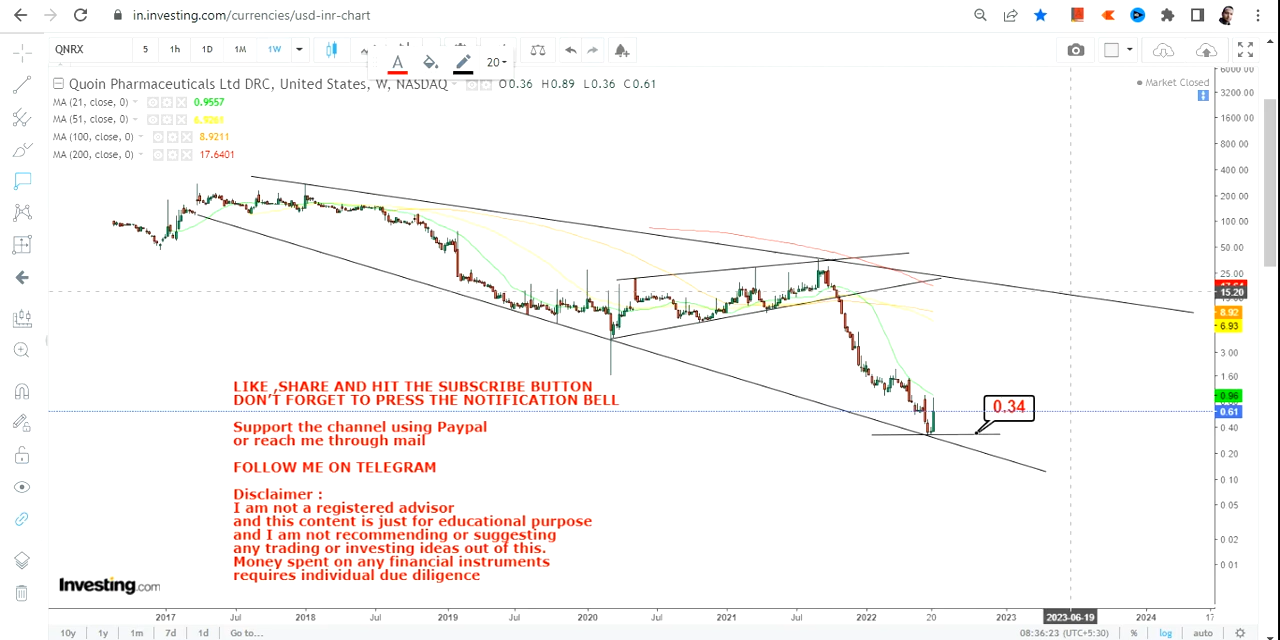 in.investing.com/currencies/usd-inr-chart
QNRX 5 1h 1D 1M 1W
A 20
Quoin Pharmaceuticals Ltd DRC, United States, W, NASDAQ O0.36 H0.89 L0.36 C0.61
Market Closed
MA (21, close, 0) 0.9557
MA (51, close, 0)
MA (100, close, 0) 8.9211
MA (200, close, 0) 17.6401
6000.00
3200.00
1600.00
800.00
400.00
200.00
100.00
50.00
25.00
15.20
8.92
6.93
3.00
1.60
0.96
0.61
0.40
0.20
0.10
0.05
0.02
0.01
0.34
LIKE ,SHARE AND HIT THE SUBSCRIBE BUTTON
DON'T FORGET TO PRESS THE NOTIFICATION BELL
Support the channel using Paypal
or reach me through mail
FOLLOW ME ON TELEGRAM
Disclaimer :
I am not a registered advisor
and this content is just for educational purpose
and I am not recommending or suggesting
any trading or investing ideas out of this.
Money spent on any financial instruments
requires individual due diligence
Investing.com
2017 Jul 2018 Jul 2019 Jul 2020 Jul 2021 Jul 2022 20 2023 2023-06-19 2024 17
10y 1y 1m 7d 1d Go to... 08:36:23 (UTC+5:30) % log auto